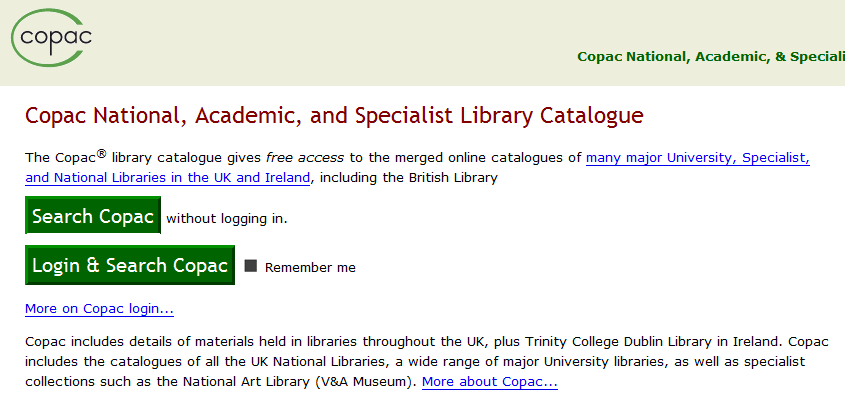 copac
Copac National, Academic, & Speciali
Copac National, Academic, and Specialist Library Catalogue
The Copac® library catalogue gives free access to the merged online catalogues of many major University, Specialist,
and National Libraries in the UK and Ireland, including the British Library
Search Copac without logging in.
Login & Search Copac Remember me
More on Copac login...
Copac includes details of materials held in libraries throughout the UK, plus Trinity College Dublin Library in Ireland. Copac
includes the catalogues of all the UK National Libraries, a wide range of major University libraries, as well as specialist
collections such as the National Art Library (V&A Museum). More about Copac...